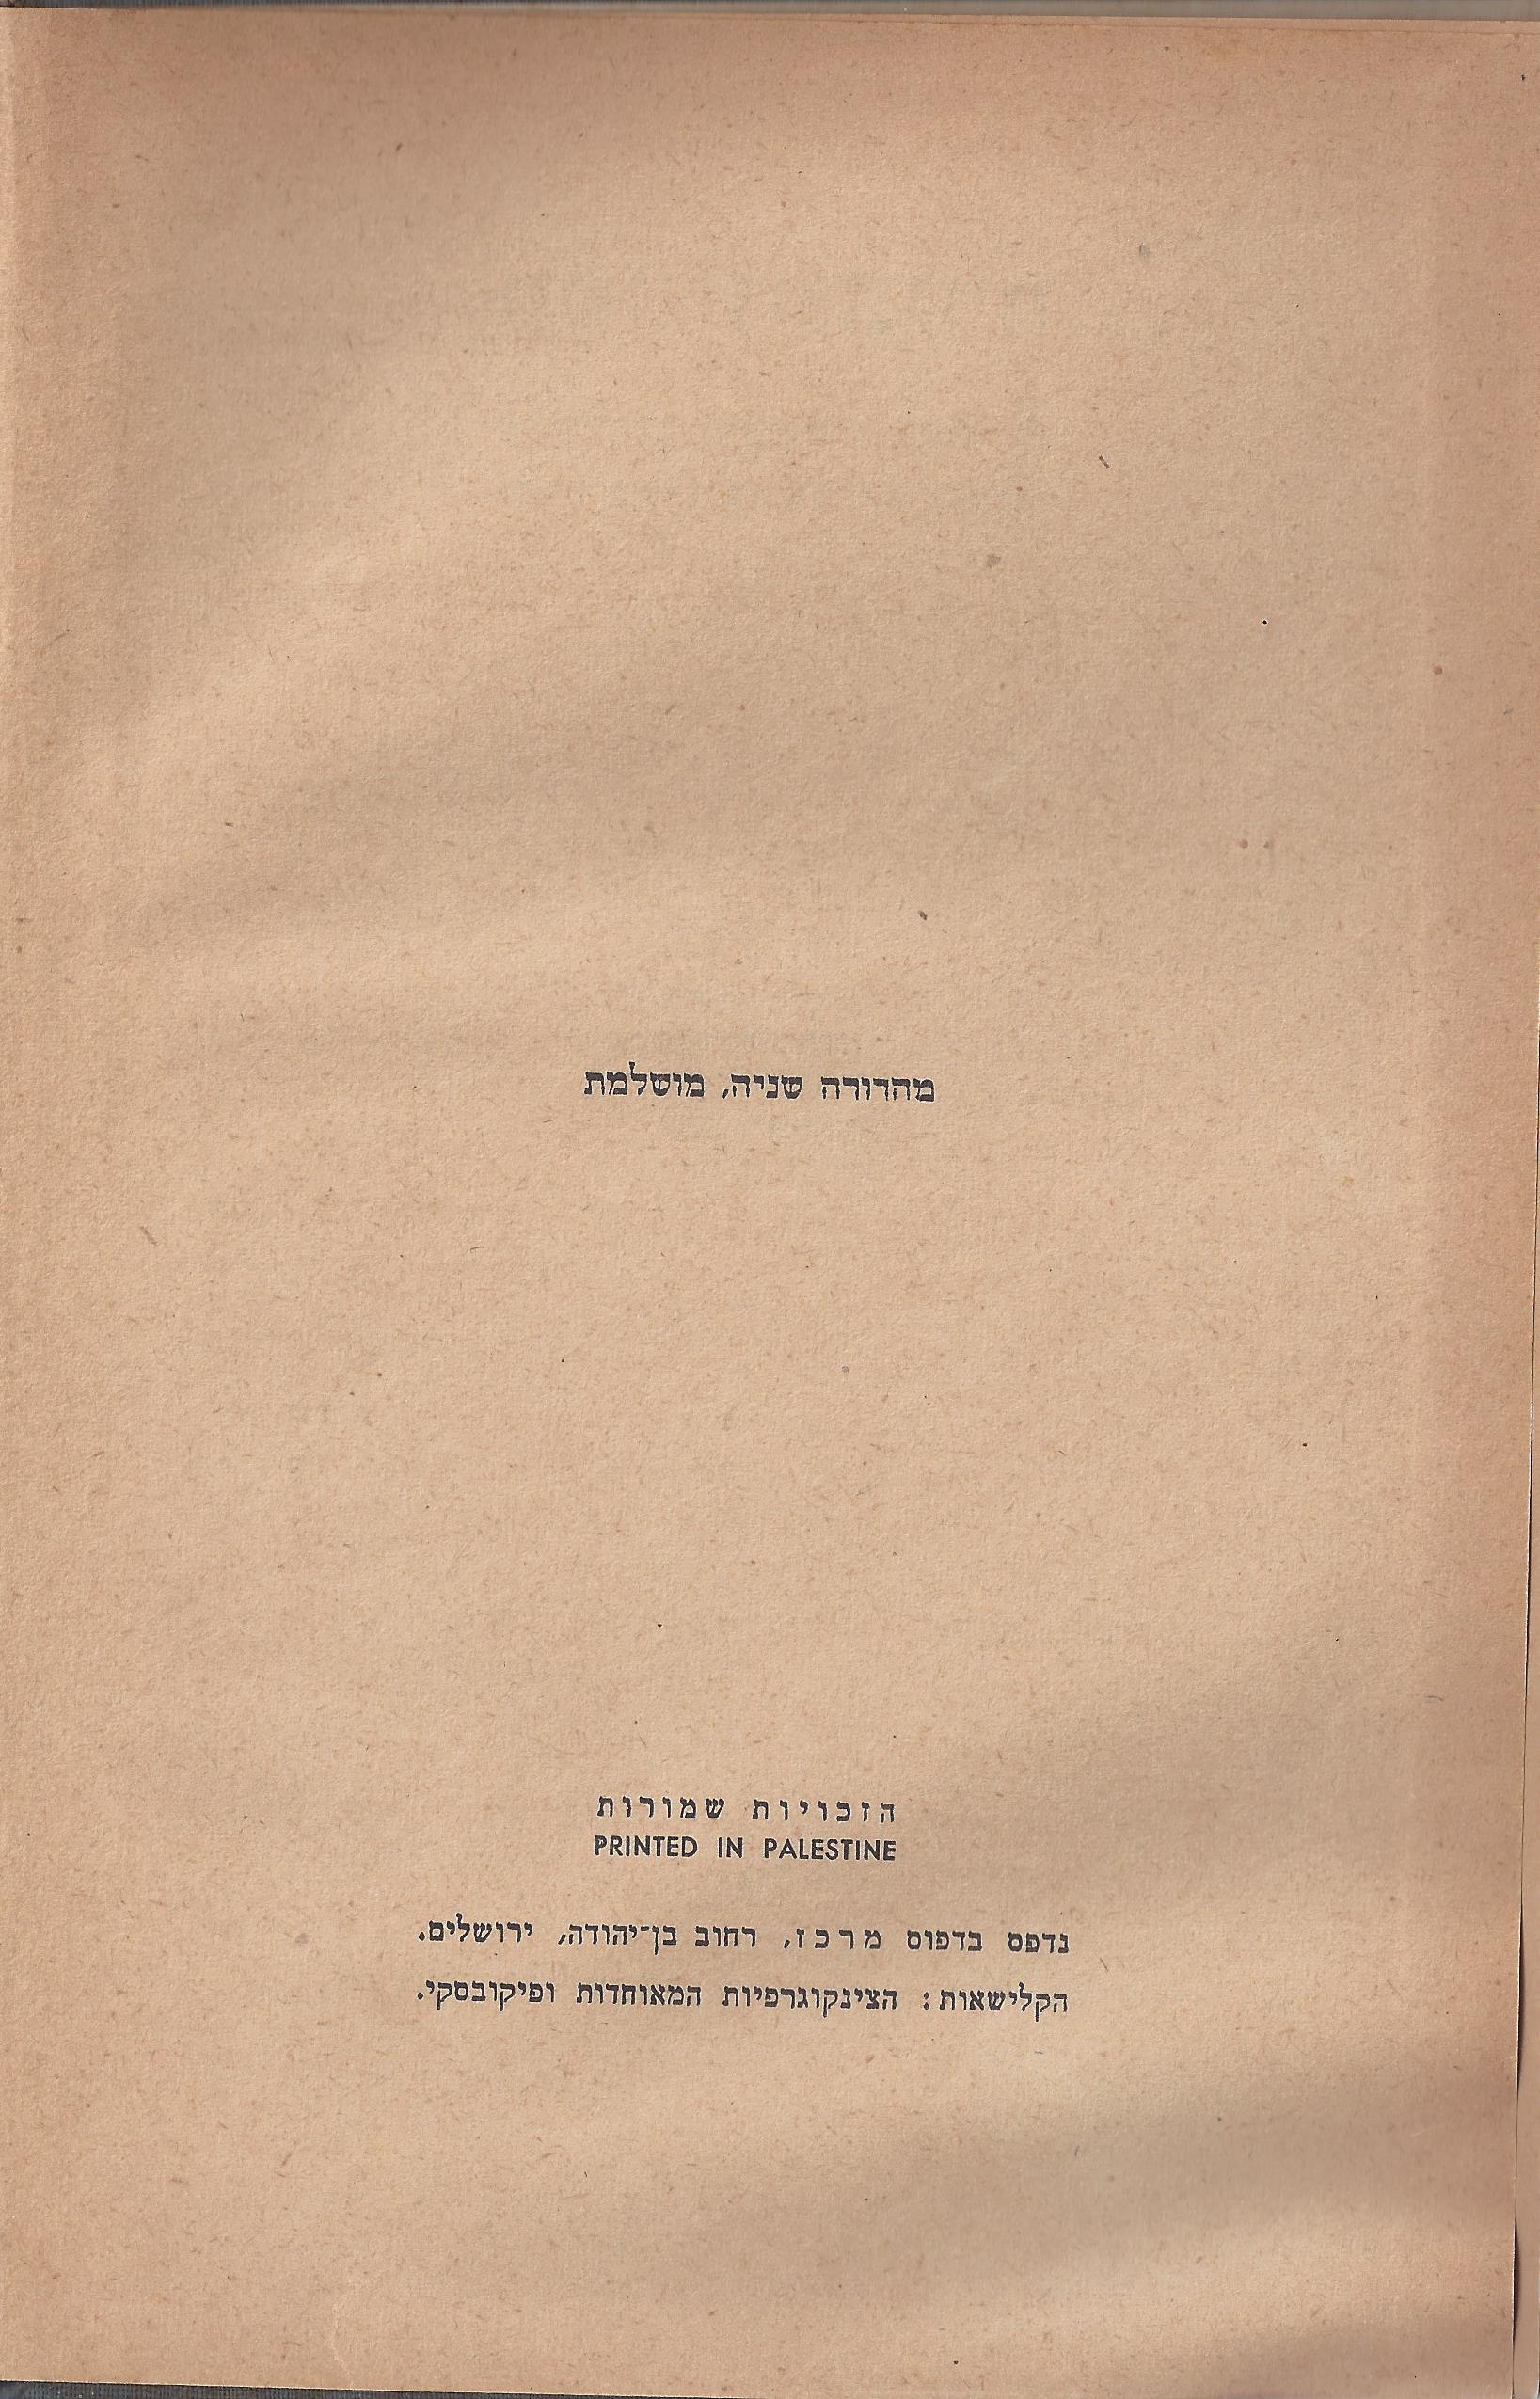 מהדורה שניה, מושלמת
הזכויות שמורות
PRINTED IN PALESTINE
נדפס בדפוס מרכז, רחוב בן־יהודה, ירושלים.
הקלישאות: הצינקוגרפיות המאוחדות ופיקובסקי.